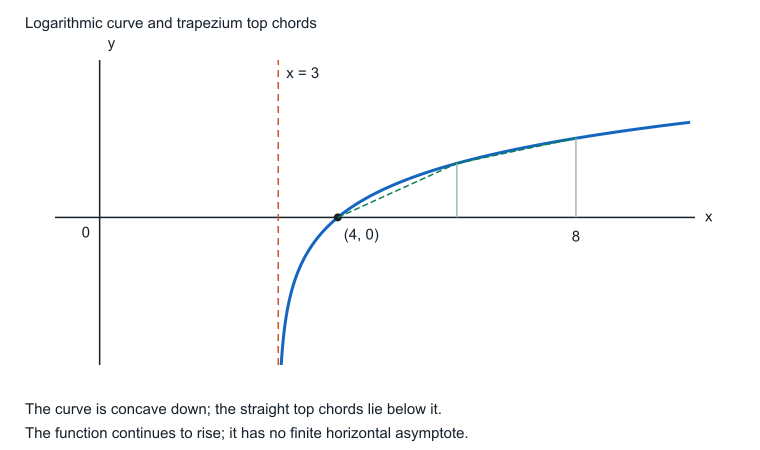 Logarithmic curve and trapezium top chords
y
x = 3
x
0
(4, 0)
8
The curve is concave down; the straight top chords lie below it.
The function continues to rise; it has no finite horizontal asymptote.